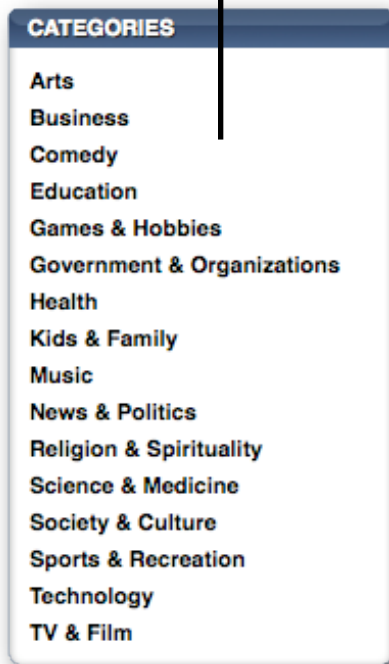 CATEGORIES
Arts
Business
Comedy
Education
Games & Hobbies
Government & Organizations
Health
Kids & Family
Music
News & Politics
Religion & Spirituality
Science & Medicine
Society & Culture
Sports & Recreation
Technology
TV & Film